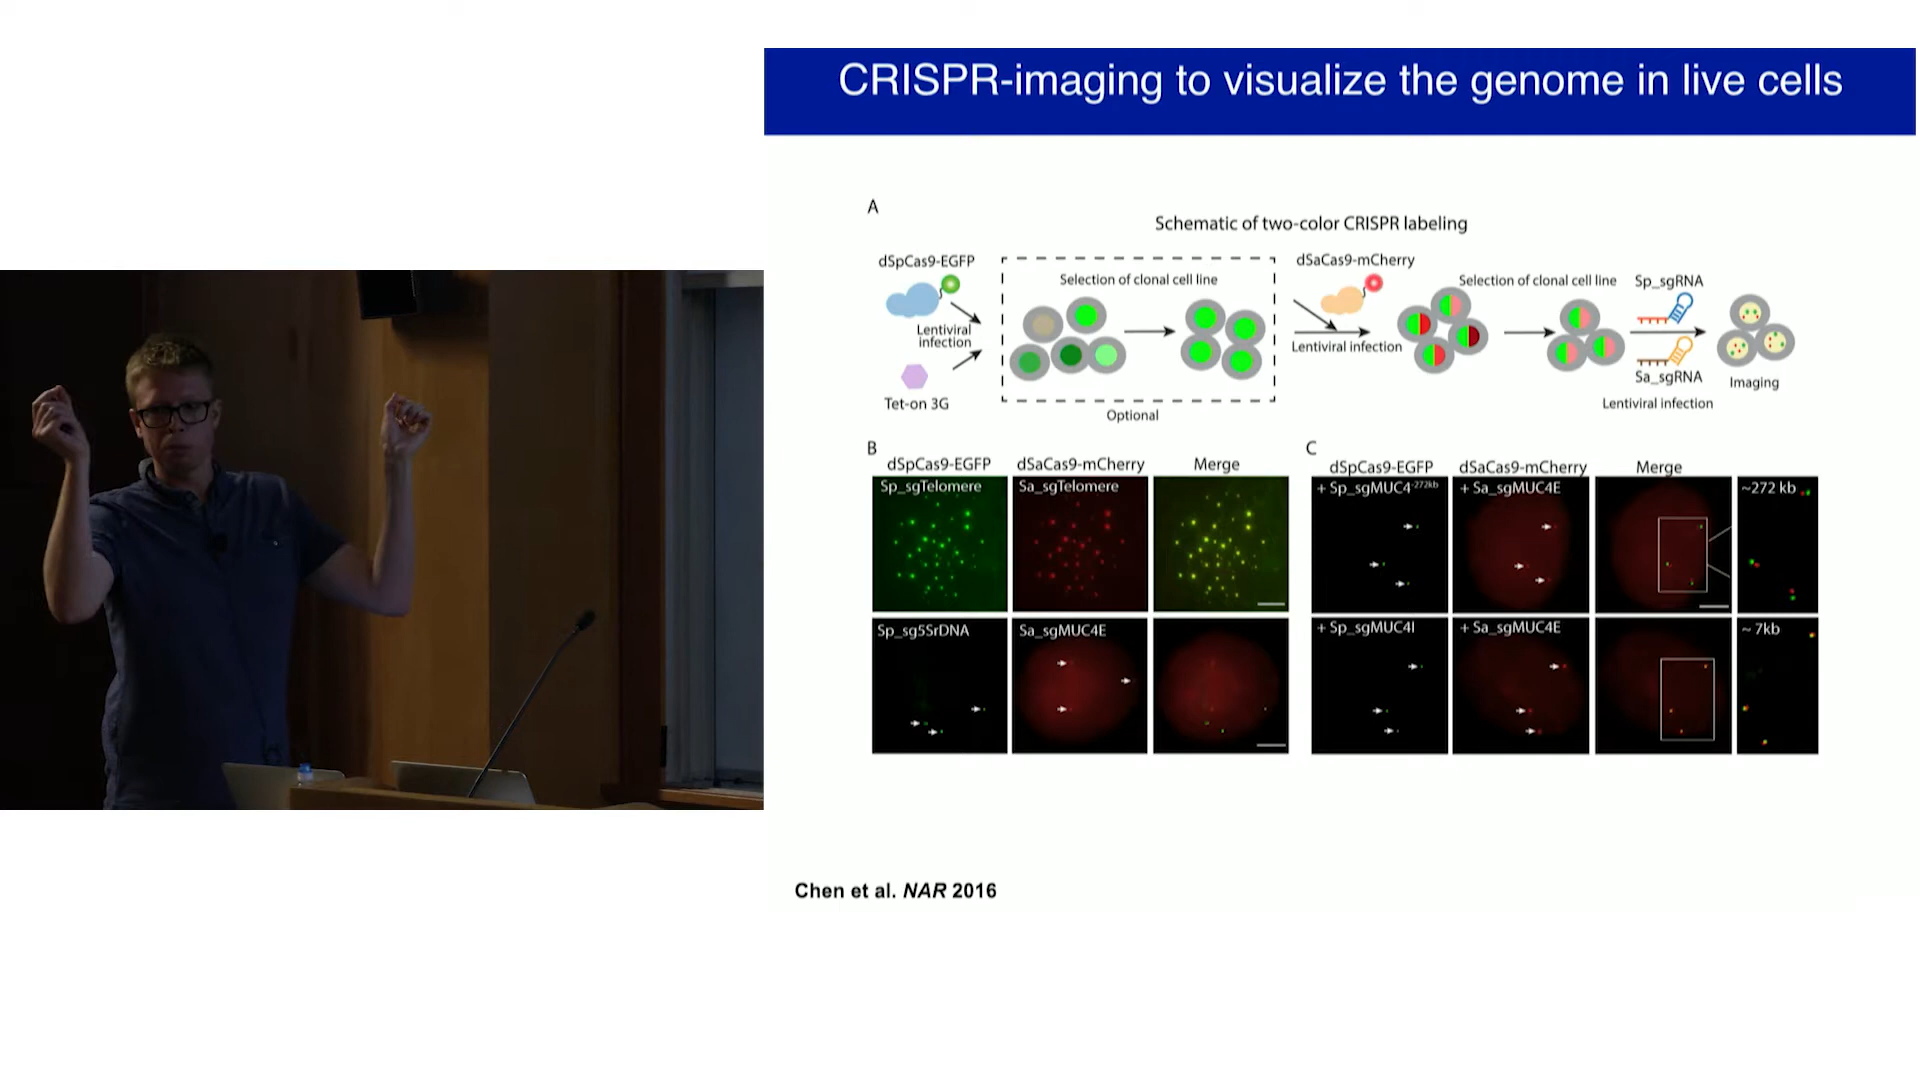 CRISPR-imaging to visualize the genome in live cells
A
Schematic of two-color CRISPR labeling
dSpCas9-EGFP
Lentiviral
infection
Tet-on 3G
Selection of clonal cell line
Optional
dSaCas9-mCherry
Lentiviral infection
Selection of clonal cell line
Sp_sgRNA
Sa_sgRNA
Lentiviral infection
Imaging
B
dSpCas9-EGFP
dSaCas9-mCherry
Merge
Sp_sgTelomere
Sa_sgTelomere
Sp_sg5SrDNA
Sa_sgMUC4E
C
dSpCas9-EGFP
dSaCas9-mCherry
Merge
+ Sp_sgMUC4-272kb
+ Sa_sgMUC4E
~272 kb
+ Sp_sgMUC4I
+ Sa_sgMUC4E
~ 7kb
Chen et al. NAR 2016